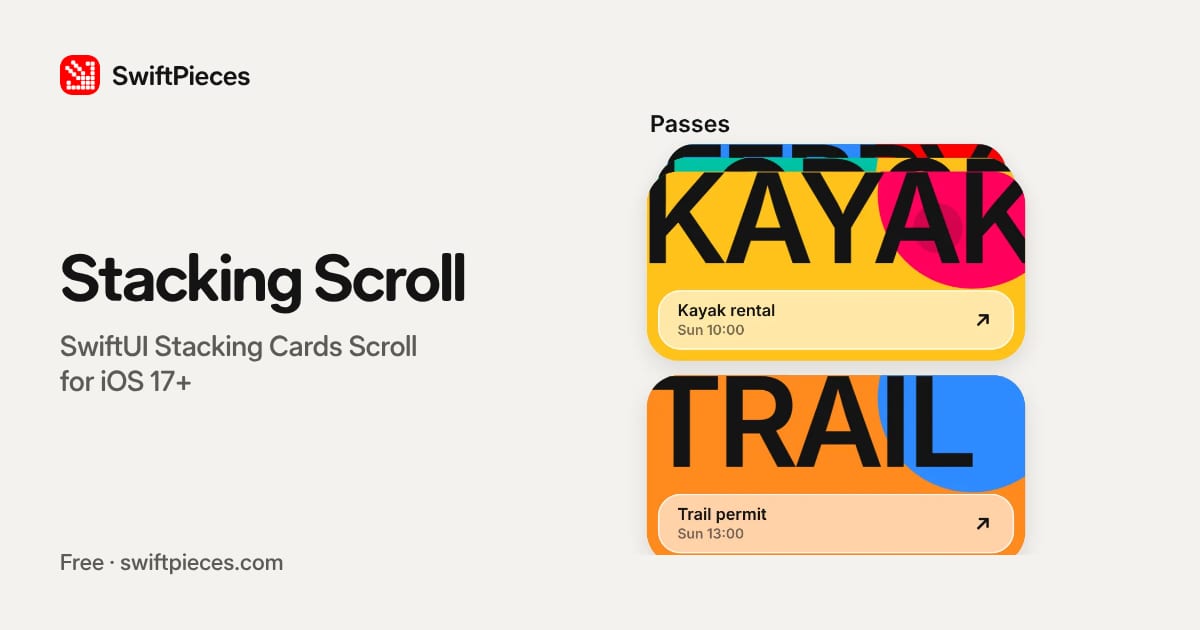 SwiftPieces
Stacking Scroll
SwiftUI Stacking Cards Scroll
for iOS 17+
Free · swiftpieces.com
Passes
KAYAK
Kayak rental
Sun 10:00
TRAIL
Trail permit
Sun 13:00